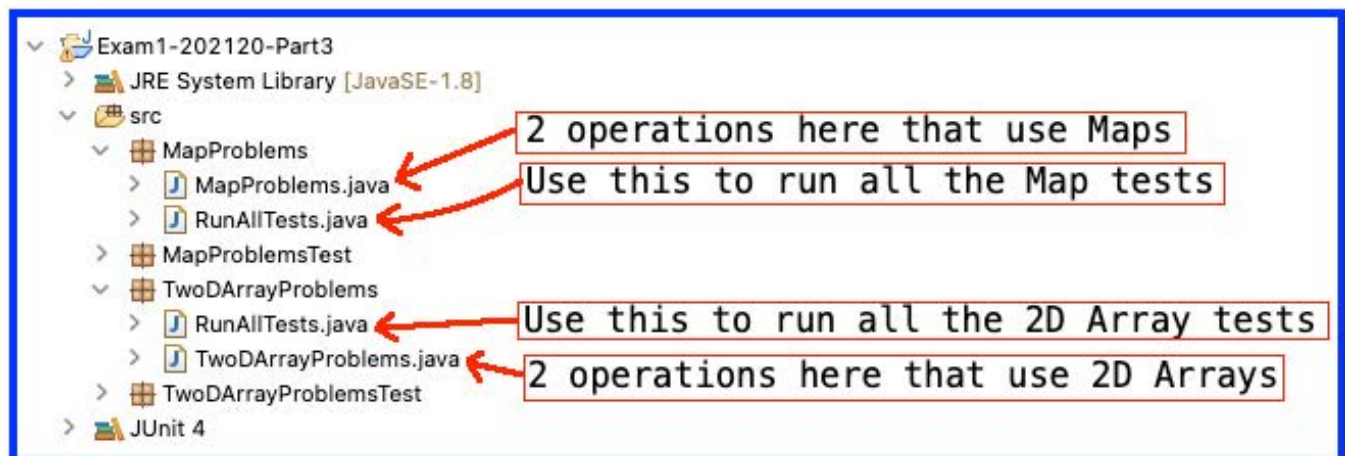 Exam1-202120-Part3
JRE System Library [JavaSE-1.8]
src
2 operations here that use Maps
MapProblems
MapProblems.java
Use this to run all the Map tests
RunAllTests.java
MapProblemsTest
TwoDArrayProblems
RunAllTests.java
Use this to run all the 2D Array tests
TwoDArrayProblems.java
2 operations here that use 2D Arrays
TwoDArrayProblemsTest
JUnit 4